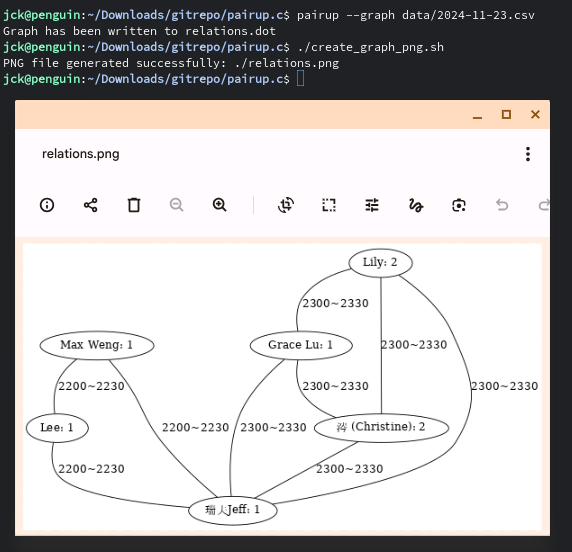 jck@penguin:~/Downloads/gitrepo/pairup.c$ pairup --graph data/2024-11-23.csv
Graph has been written to relations.dot
jck@penguin:~/Downloads/gitrepo/pairup.c$ ./create_graph_png.sh
PNG file generated successfully: ./relations.png
jck@penguin:~/Downloads/gitrepo/pairup.c$
relations.png
Lily: 2
2300~2330
Max Weng: 1
Grace Lu: 1
2300~2330
2300~2330
2200~2230
2300~2330
Lee: 1
2200~2230
2300~2330
(Christine): 2
2200~2230
2300~2330
Jeff: 1